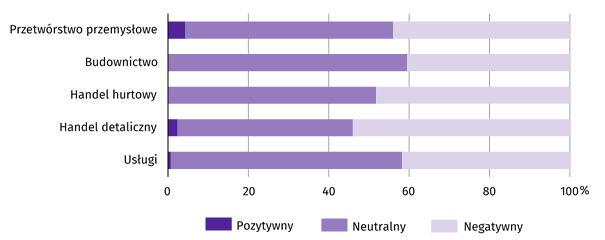 Przetwórstwo przemysłowe
Budownictwo
Handel hurtowy
Handel detaliczny
Usługi
0 20 40 60 80 100%
Pozytywny Neutralny Negatywny